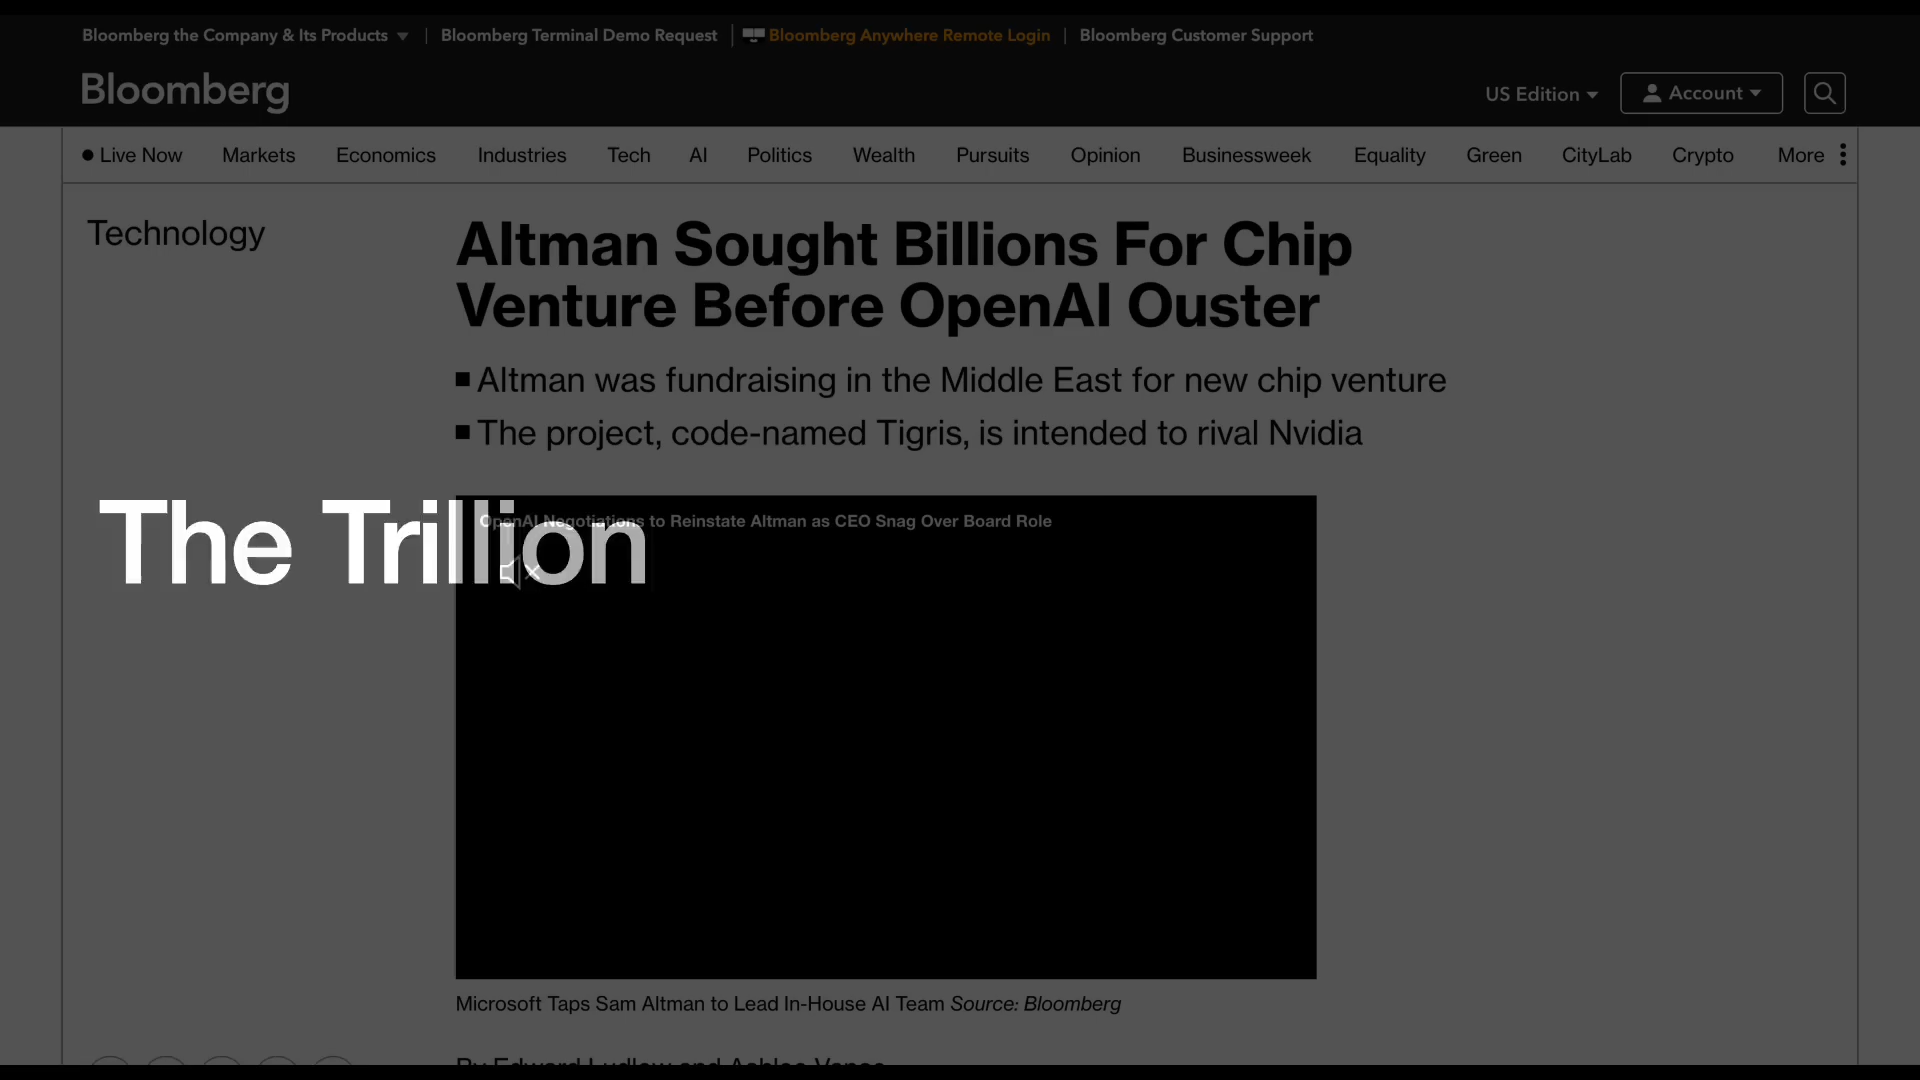 Bloomberg the Company & Its Products | Bloomberg Terminal Demo Request | Bloomberg Anywhere Remote Login | Bloomberg Customer Support
Bloomberg
US Edition
Account
Live Now Markets Economics Industries Tech AI Politics Wealth Pursuits Opinion Businessweek Equality Green CityLab Crypto More
Technology
Altman Sought Billions For Chip
Venture Before OpenAI Ouster
Altman was fundraising in the Middle East for new chip venture
The project, code-named Tigris, is intended to rival Nvidia
OpenAI Negotiations to Reinstate Altman as CEO Snag Over Board Role
The Trillion
Microsoft Taps Sam Altman to Lead In-House AI Team Source: Bloomberg
By Edward Ludlow and Ashlee Vance